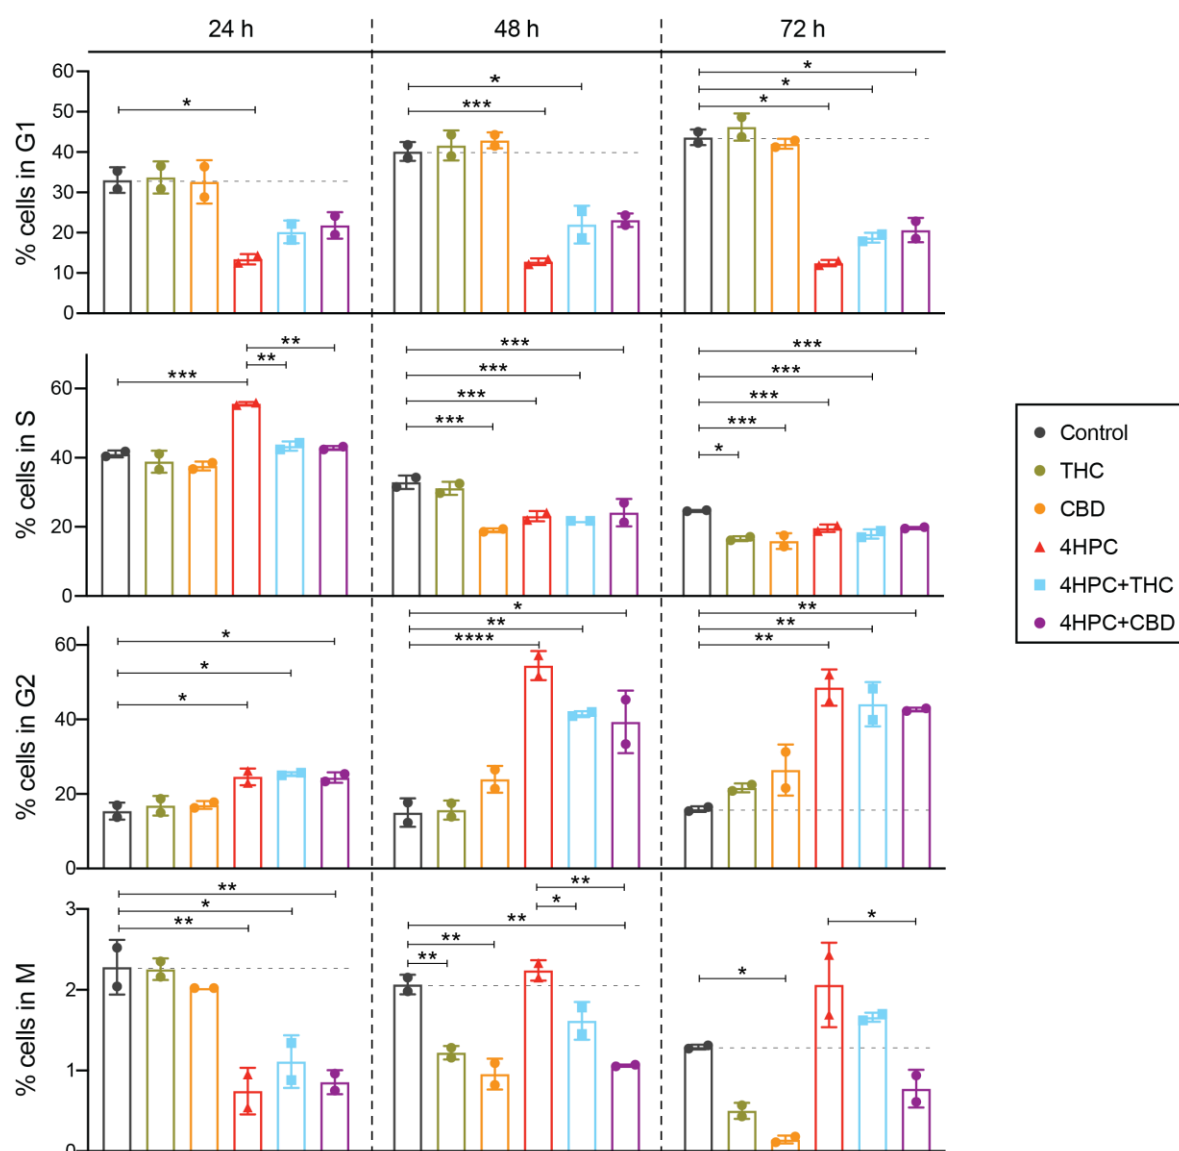 24 h 48 h 72 h
% cells in G1
60
50
40
30
20
10
0
* * *** * * *
% cells in S
60
40
20
0
*** ** ** *** *** *** *** *** *** *** *** *
% cells in G2
60
40
20
0
* * * * ** **** ** ** **
% cells in M
3
2
1
0
** * ** ** * ** ** ** * *
Control
THC
CBD
4HPC
4HPC+THC
4HPC+CBD